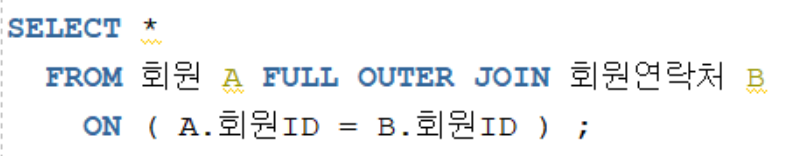 SELECT *
FROM 회원 A FULL OUTER JOIN 회원연락처 B
ON ( A.회원ID = B.회원ID ) ;